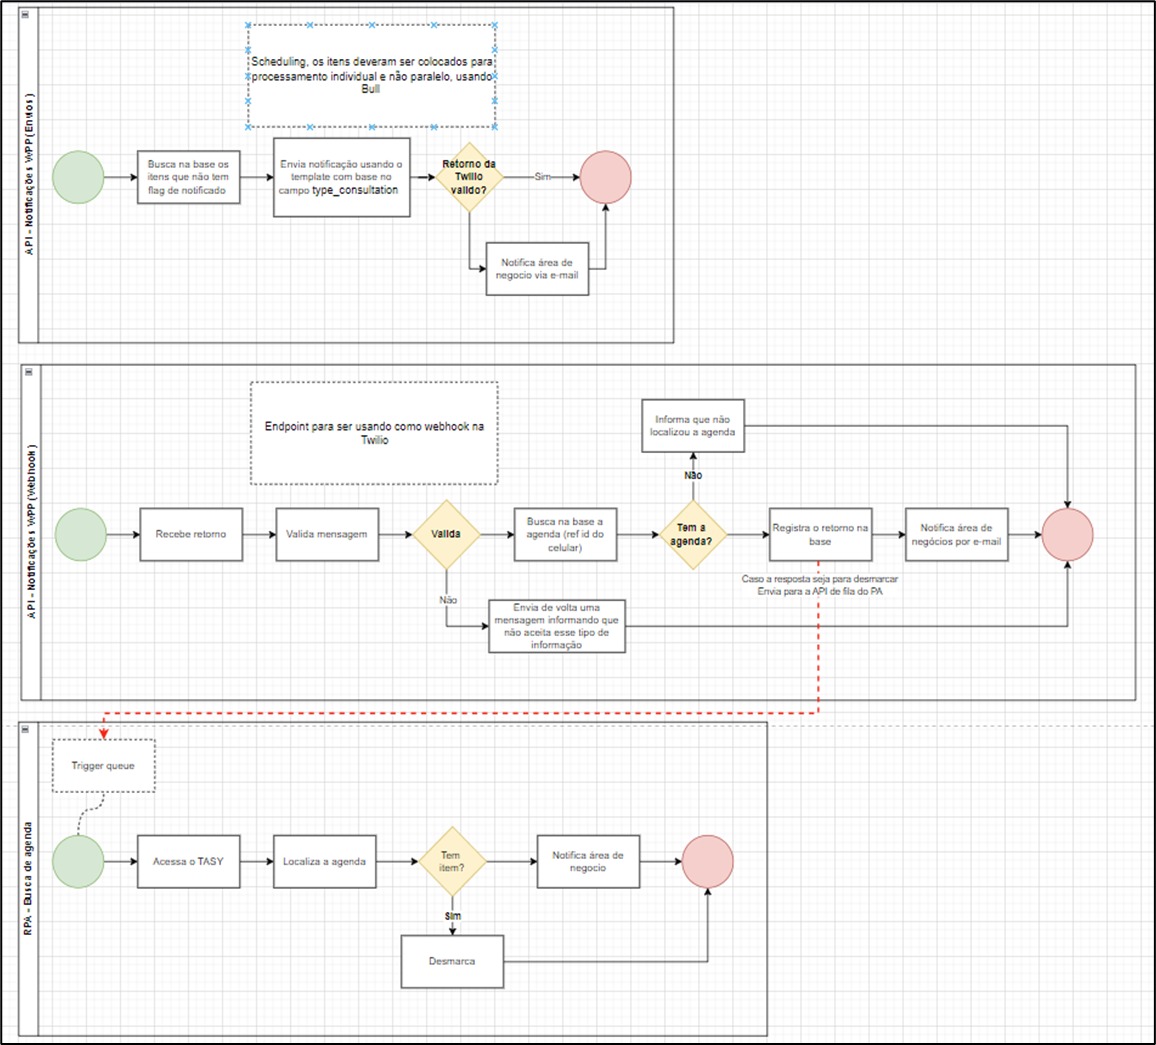 API - Notificações WPP (Envios)
Scheduling, os itens deveram ser colocados para
processamento individual e não paralelo, usando
Bull
Busca na base os
itens que não tem
flag de notificado
Envia notificação usando o
template com base no
campo type_consultation
Retorno da
Twilio
valido?
Sim
Notifica área de
negocio via e-mail
API - Notificações WPP (Webhook)
Endpoint para ser usando como webhook na
Twilio
Informa que não
localizou a agenda
Não
Recebe retorno
Valida mensagem
Valida
Busca na base a
agenda (ref id do
celular)
Tem a
agenda?
Registra o retorno na
base
Notifica área de
negócios por e-mail
Caso a resposta seja para desmarcar
Envia para a API de fila do PA
Não
Envia de volta uma
mensagem informando que
não aceita esse tipo de
informação
RPA - Busca de agenda
Trigger queue
Acessa o TASY
Localiza a agenda
Tem
item?
Notifica área de
negocio
Sim
Desmarca